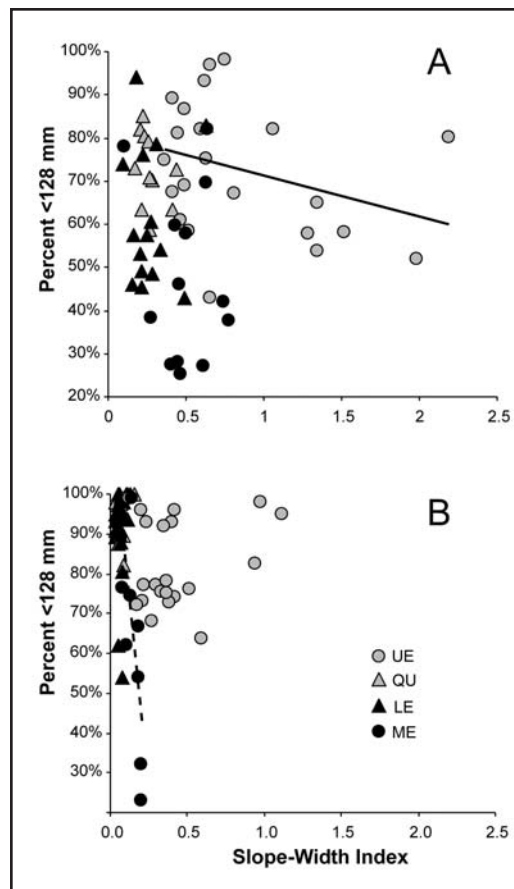 A
100%
90%
80%
70%
60%
50%
40%
30%
20%
Percent <128 mm
0 0.5 1 1.5 2 2.5
B
100%
90%
80%
70%
60%
50%
40%
30%
Percent <128 mm
UE
QU
LE
ME
0.0 0.5 1.0 1.5 2.0 2.5
Slope-Width Index